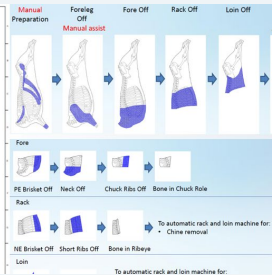 Manual
Preparation
Foreleg
Off
Manual assist
Fore Off
Rack Off
Loin Off
Fore
PE Brisket Off
Neck Off
Chuck Ribs Off
Bone in Chuck Role
Rack
To automatic rack and loin machine for:
• Chine removal
NE Brisket Off
Short Ribs Off
Bone in Ribeye
Loin
To automatic rack and loin machine for: